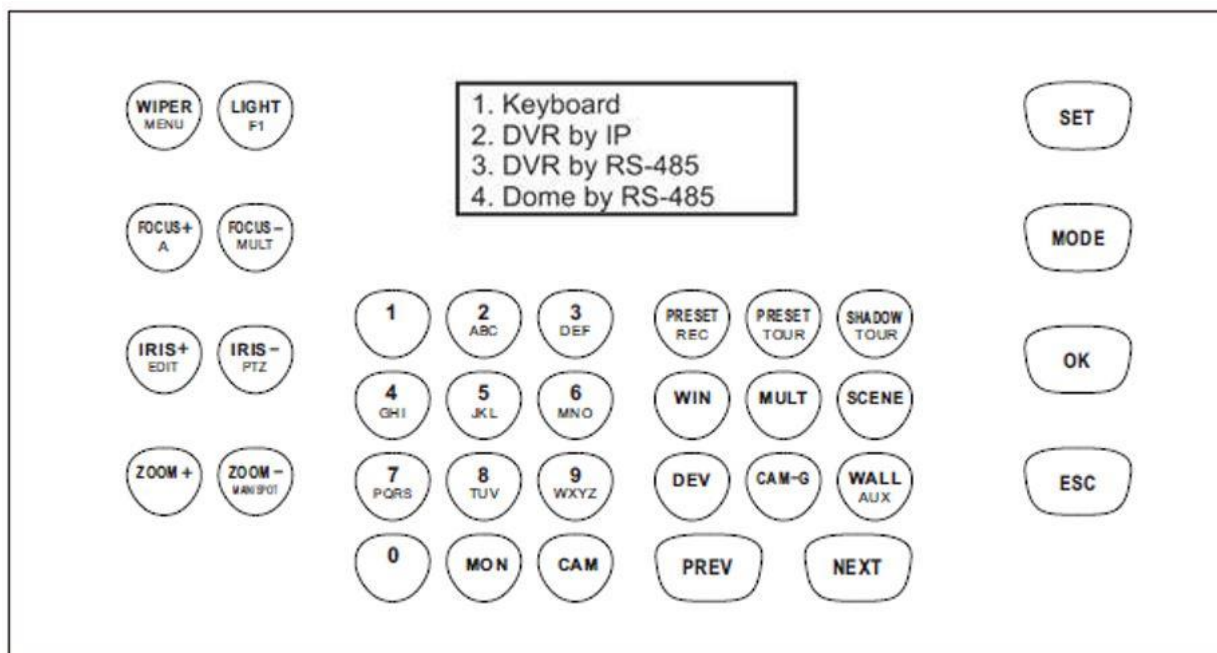 WIPER
MENU
LIGHT
F1
1. Keyboard
2. DVR by IP
3. DVR by RS-485
4. Dome by RS-485
SET
FOCUS+
A
FOCUS-
MULT
MODE
1
2
ABC
3
DEF
PRESET
REC
PRESET
TOUR
SHADOW
TOUR
IRIS+
EDIT
IRIS-
PTZ
OK
4
GHI
5
JKL
6
MNO
WIN
MULT
SCENE
ZOOM+
ZOOM-
MAIN/SPOT
7
PQRS
8
TUV
9
WXYZ
DEV
CAM-G
WALL
AUX
ESC
0
MON
CAM
PREV
NEXT